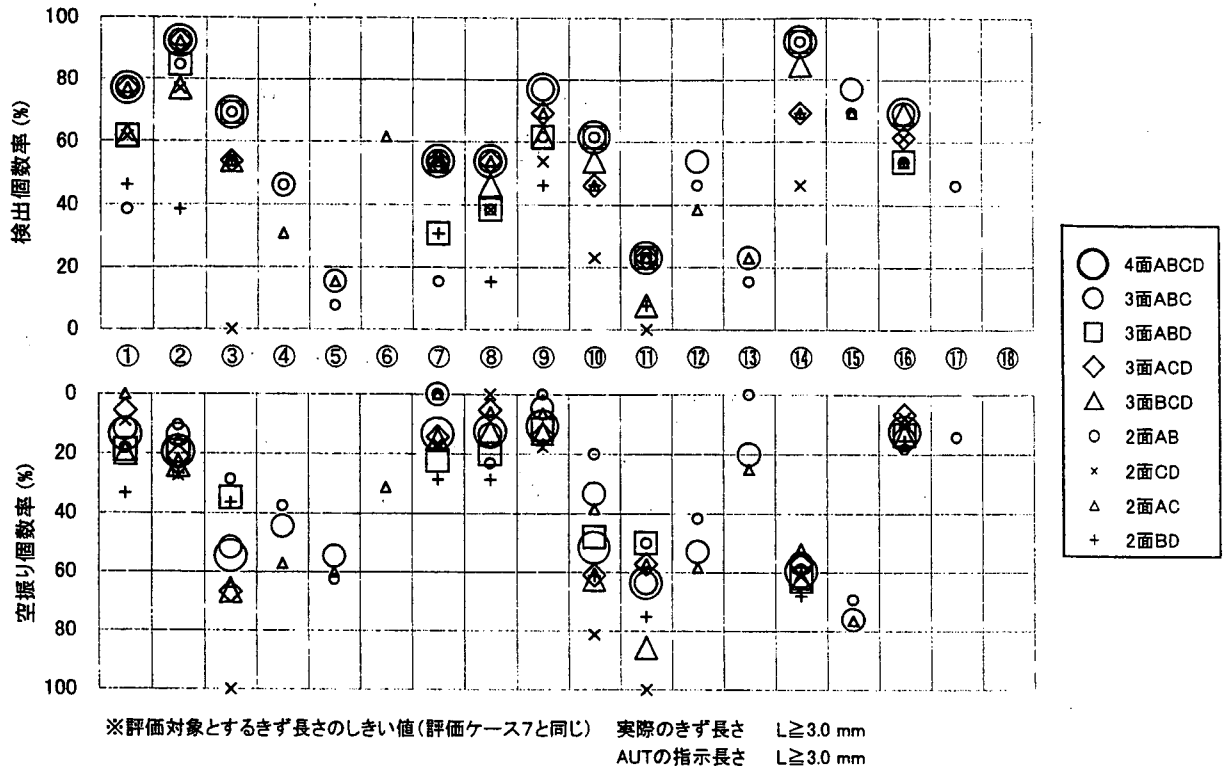 検出個数率(%)
100
80
60
40
20
0
① ② ③ ④ ⑤ ⑥ ⑦ ⑧ ⑨ ⑩ ⑪ ⑫ ⑬ ⑭ ⑮ ⑯ ⑰ ⑱
空振り個数率(%)
0
20
40
60
80
100
4面ABCD
3面ABC
3面ABD
3面ACD
3面BCD
2面AB
2面CD
2面AC
2面BD
※評価対象とするきず長さのしきい値(評価ケース7と同じ) 実際のきず長さ L≧3.0 mm
AUTの指示長さ L≧3.0 mm